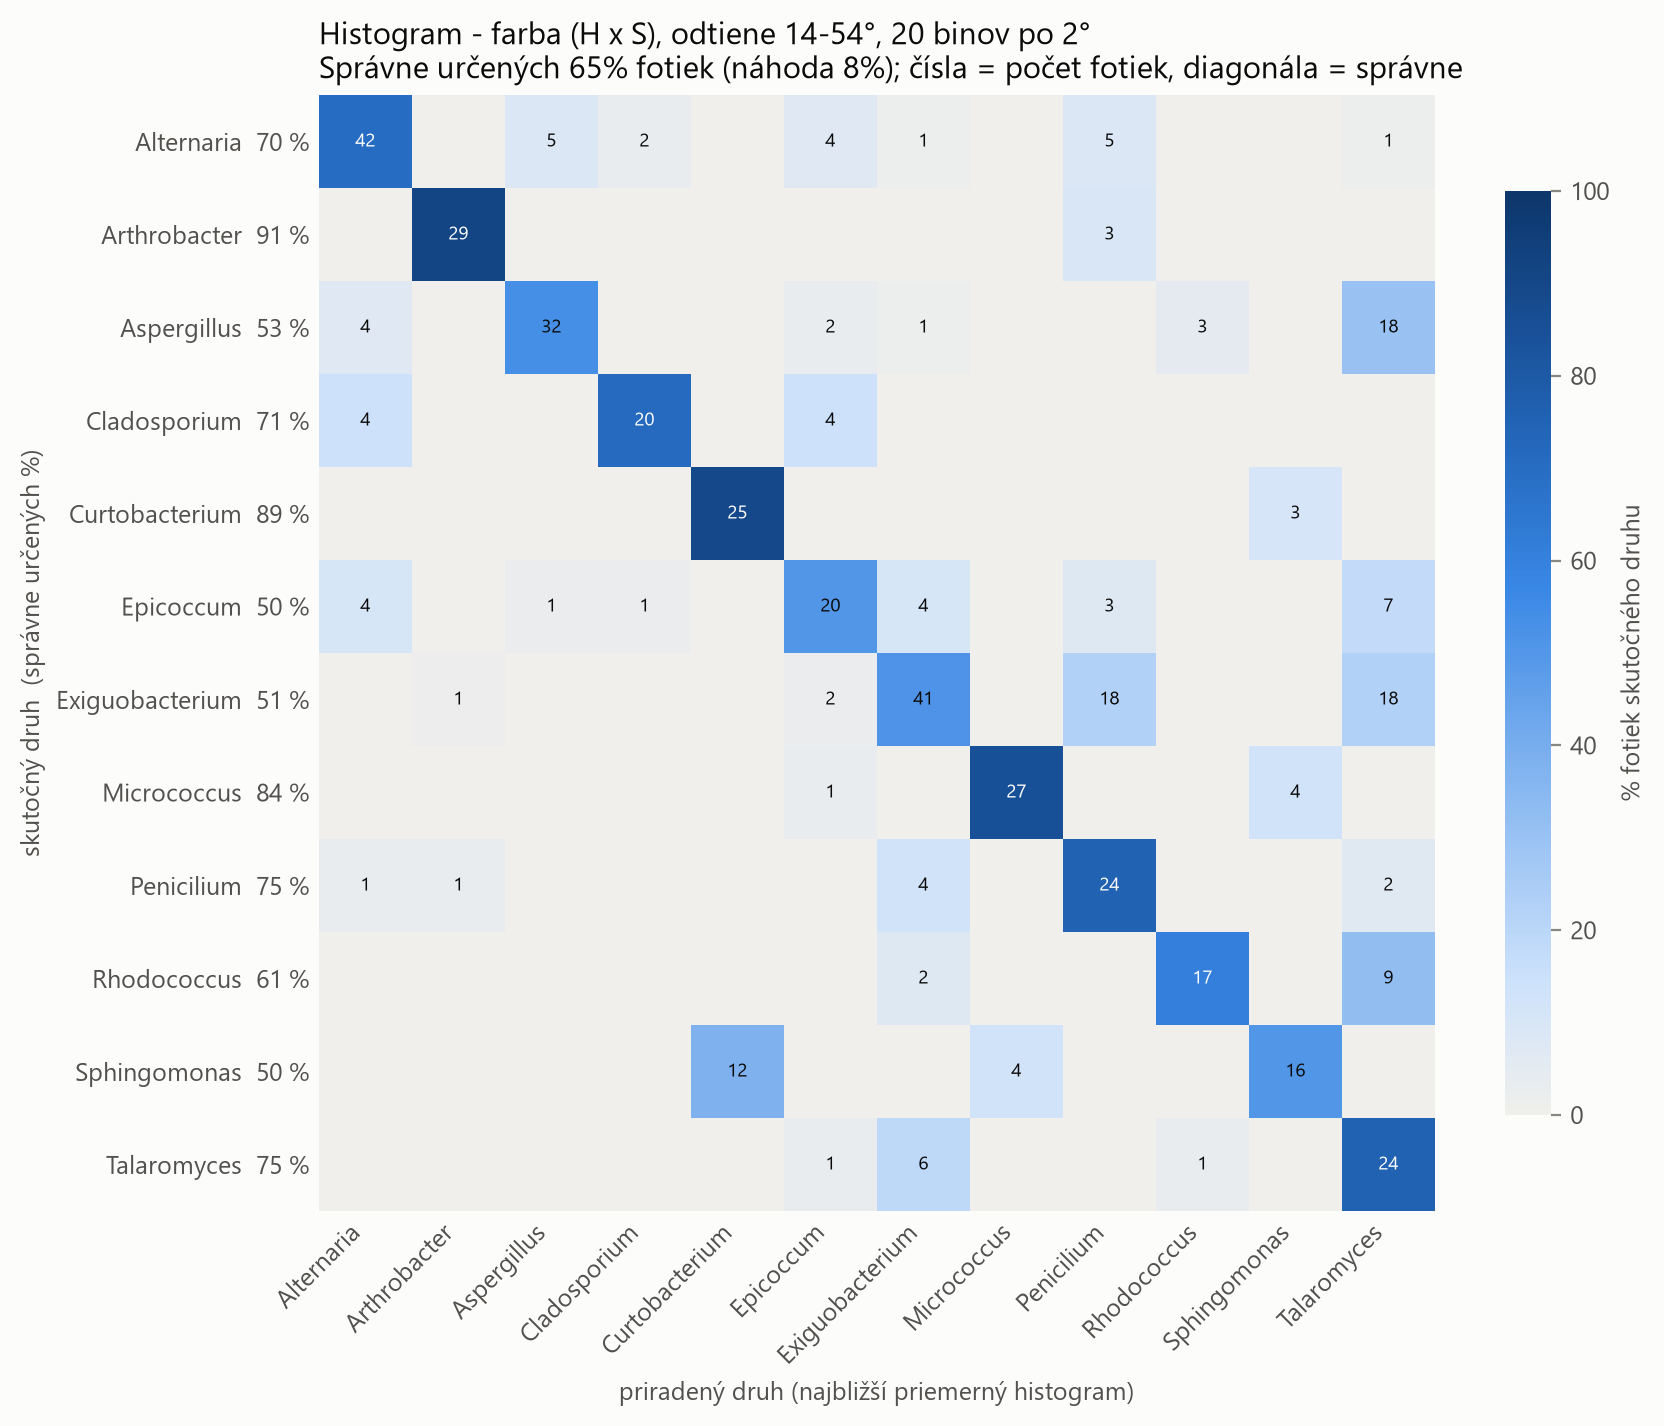 Histogram - farba (H x S), odtiene 14-54°, 20 binov po 2°
Správne určených 65% fotiek (náhoda 8%); čísla = počet fotiek, diagonála = správne
Alternaria 70 % 42 5 2 4 1 5 1
Arthrobacter 91 % 29 3
Aspergillus 53 % 4 32 2 1 3 18
Cladosporium 71 % 4 20 4
Curtobacterium 89 % 25 3
Epicoccum 50 % 4 1 1 20 4 3 7
Exiguobacterium 51 % 1 2 41 18 18
Micrococcus 84 % 1 27 4
Penicilium 75 % 1 1 4 24 2
Rhodococcus 61 % 2 17 9
Sphingomonas 50 % 12 4 16
Talaromyces 75 % 1 6 1 24
skutočný druh (správne určených %)
Alternaria
Arthrobacter
Aspergillus
Cladosporium
Curtobacterium
Epicoccum
Exiguobacterium
Micrococcus
Penicilium
Rhodococcus
Sphingomonas
Talaromyces
priradený druh (najbližší priemerný histogram)
100
80
60
40
20
0
% fotiek skutočného druhu